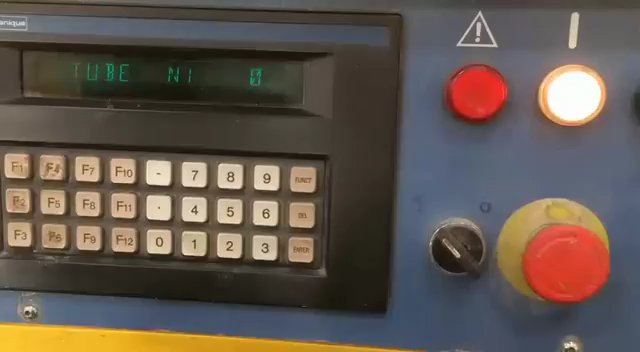 anique
TUBE N1 0
F1 F4 F7 F10 - 7 8 9 FUNCT
F2 F5 F8 F11 . 4 5 6 DEL
F3 F6 F9 F12 0 1 2 3 ENTER